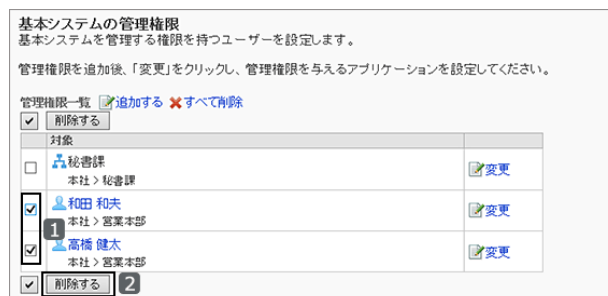 基本システムの管理権限
基本システムを管理する権限を持つユーザーを設定します。
管理権限を追加後、「変更」をクリックし、管理権限を与えるアプリケーションを設定してください。
管理権限一覧 追加する すべて削除
削除する
対象
秘書課 変更
本社 > 秘書課
和田 和夫 変更
本社 > 営業本部
1
高橋 健太 変更
本社 > 営業本部
削除する 2